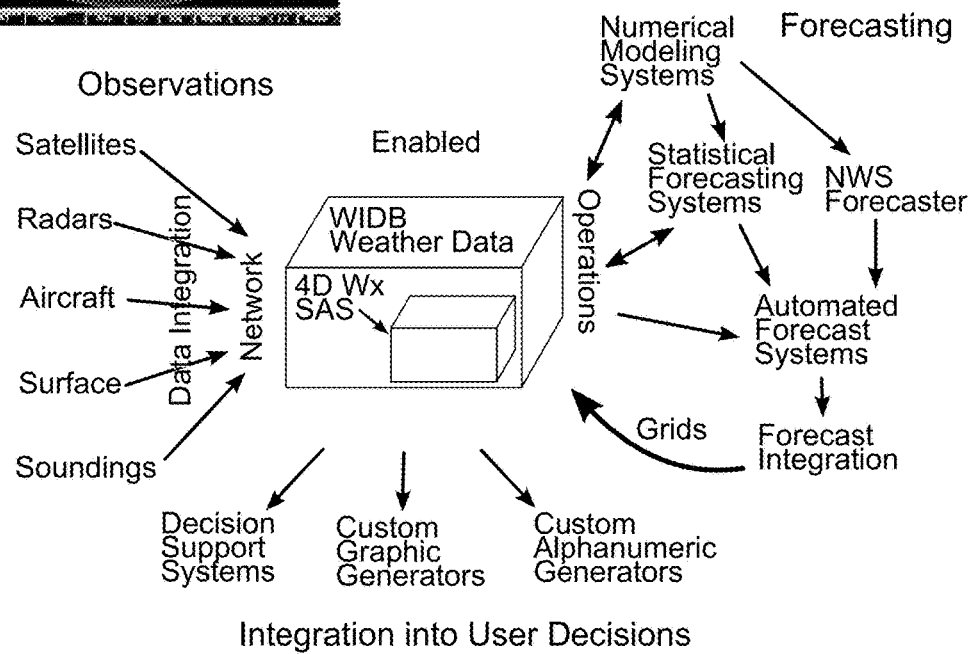 Forecasting
Observations
Numerical
Modeling
Systems
Satellites
Radars
Aircraft
Surface
Soundings
Data Integration
Network
Enabled
Operations
WIDB
Weather Data
4D Wx
SAS
Statistical
Forecasting
Systems
NWS
Forecaster
Automated
Forecast
Systems
Grids
Forecast
Integration
Decision
Support
Systems
Custom
Graphic
Generators
Custom
Alphanumeric
Generators
Integration into User Decisions